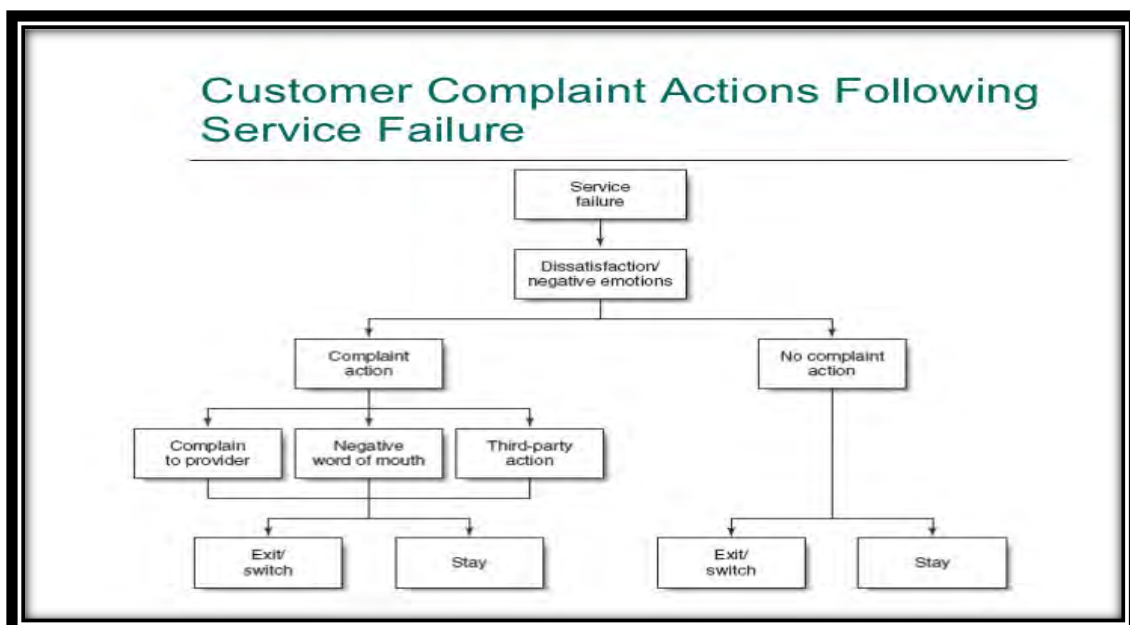 Customer Complaint Actions Following
Service Failure
Service
failure
Dissatisfaction/
negative emotions
Complaint
action
No complaint
action
Complain
to provider
Negative
word of mouth
Third-party
action
Exit/
switch
Stay
Exit/
switch
Stay